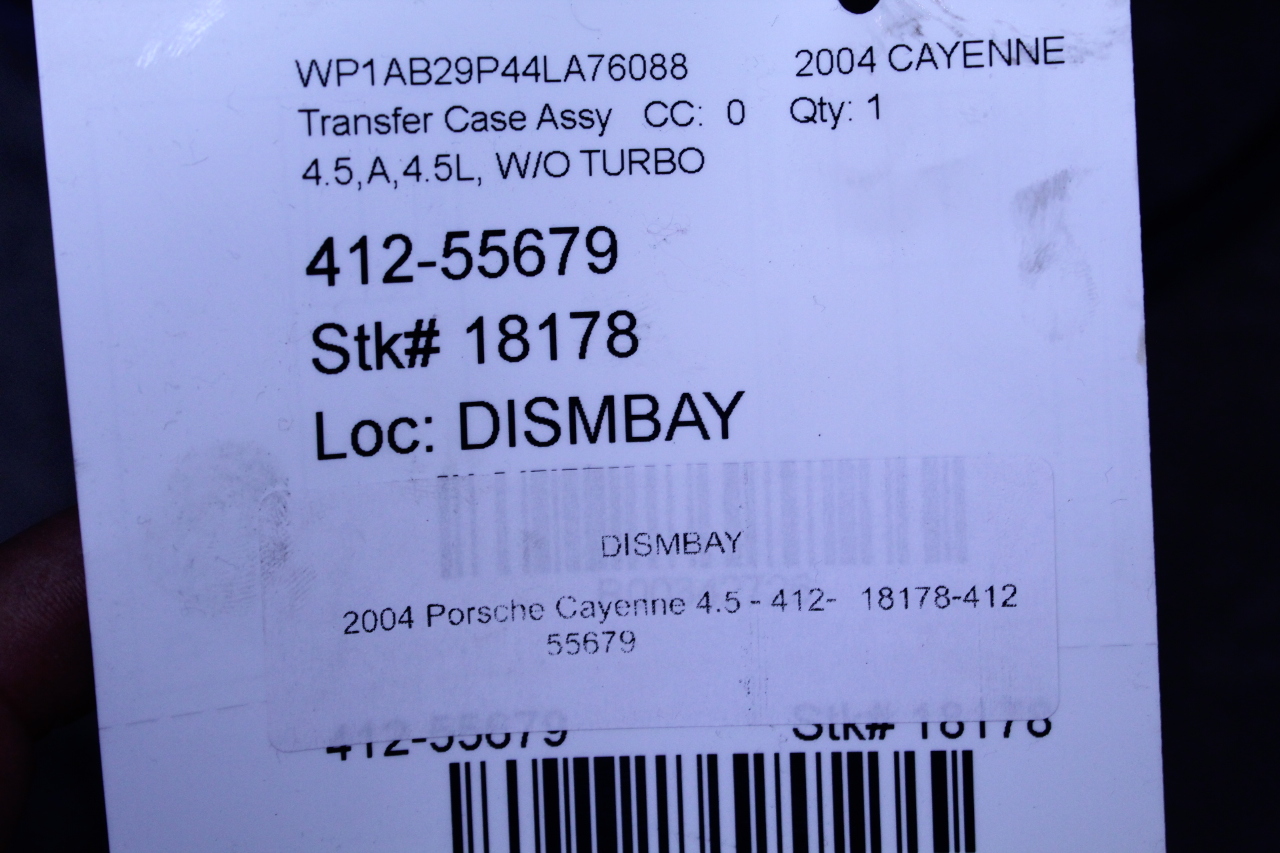 WP1AB29P44LA76088 2004 CAYENNE
Transfer Case Assy CC: 0 Qty: 1
4.5,A,4.5L, W/O TURBO
412-55679
Stk# 18178
Loc: DISMBAY
DISMBAY
2004 Porsche Cayenne 4.5 - 412- 18178-412
55679
412-55679 Stk# 18178